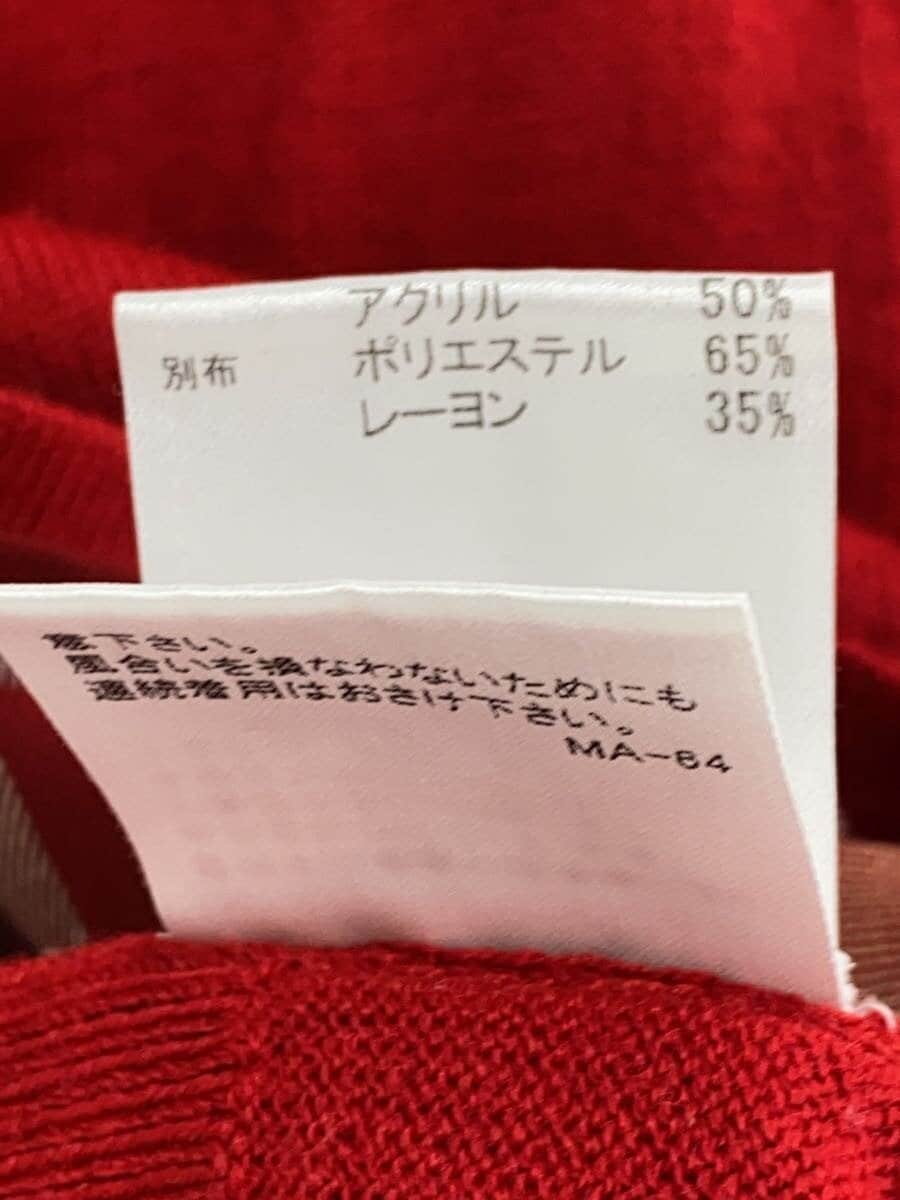 アクリル 50%
別布 ポリエステル 65%
レーヨン 35%
意下さい。
風合いを損なわないためにも
連続着用はおさけ下さい。
MA-64